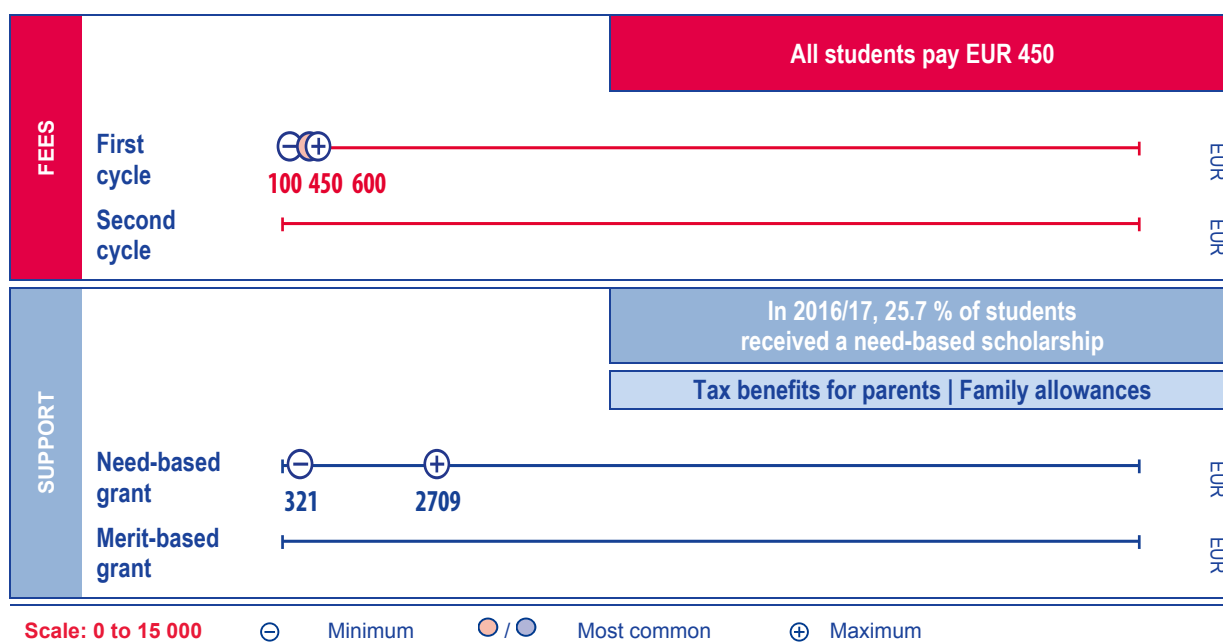 All students pay EUR 450
FEES
First
cycle
100 450 600
EUR
Second
cycle
EUR
In 2016/17, 25.7 % of students
received a need-based scholarship
Tax benefits for parents | Family allowances
SUPPORT
Need-based
grant
321 2709
EUR
Merit-based
grant
EUR
Scale: 0 to 15 000 Minimum / Most common Maximum